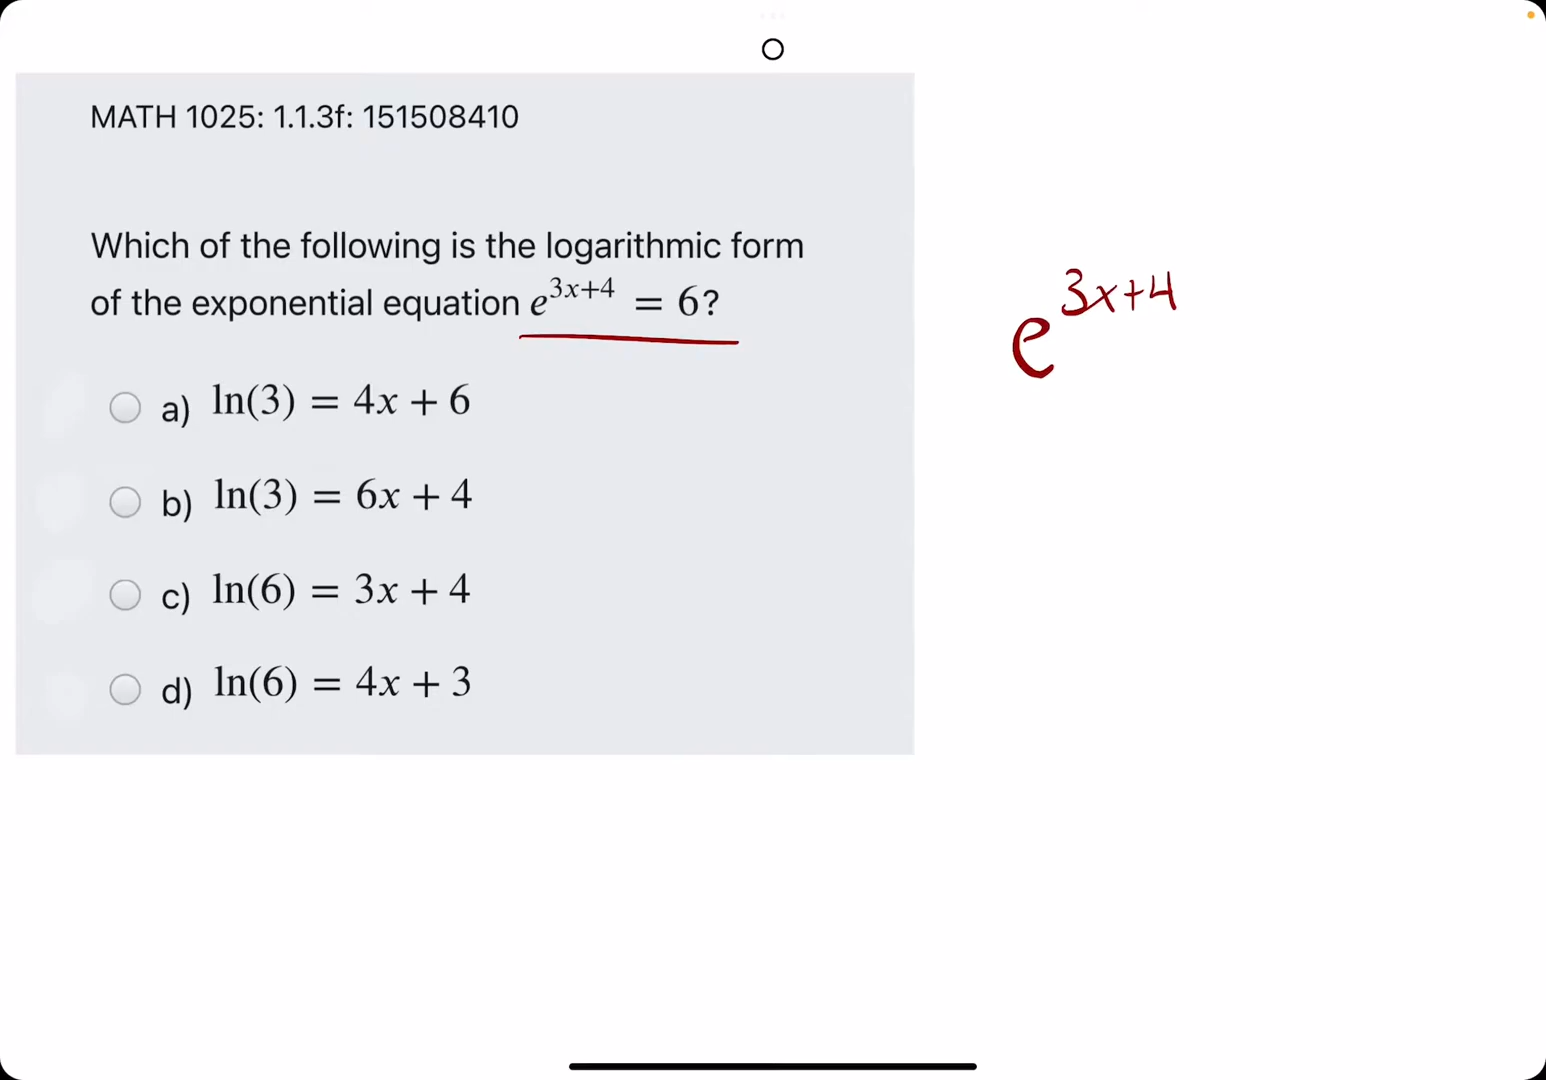 MATH 1025: 1.1.3f: 151508410
Which of the following is the logarithmic form
of the exponential equation e^{3x+4} = 6?
a) ln(3) = 4x + 6
b) ln(3) = 6x + 4
c) ln(6) = 3x + 4
d) ln(6) = 4x + 3
e^{3x+4}